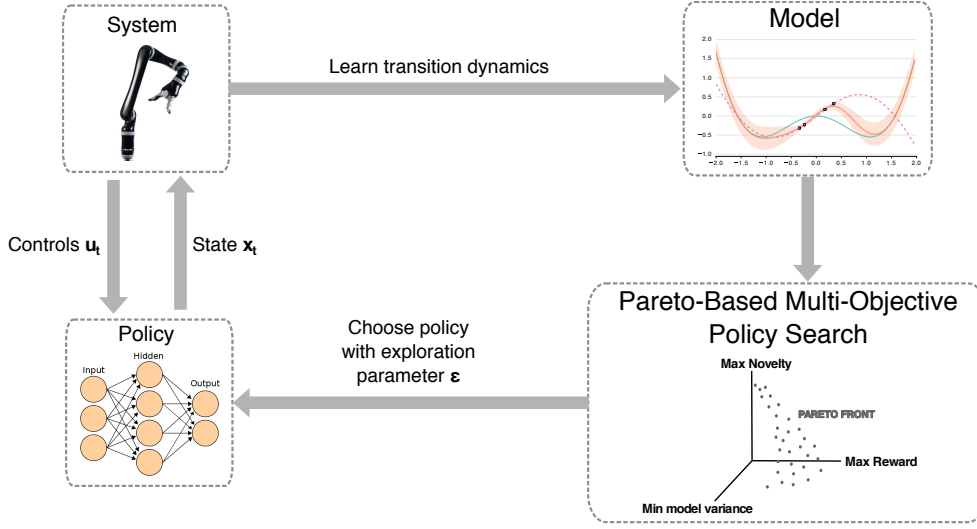 System
Model
Learn transition dynamics
2.0
1.5
1.0
0.5
0.0
−0.5
−1.0
−2.0 −1.5 −1.0 −0.5 0.0 0.5 1.0 1.5 2.0
Controls u_t
State x_t
Policy
Input
Hidden
Output
Choose policy
with exploration
parameter ε
Pareto-Based Multi-Objective
Policy Search
Max Novelty
PARETO FRONT
Max Reward
Min model variance